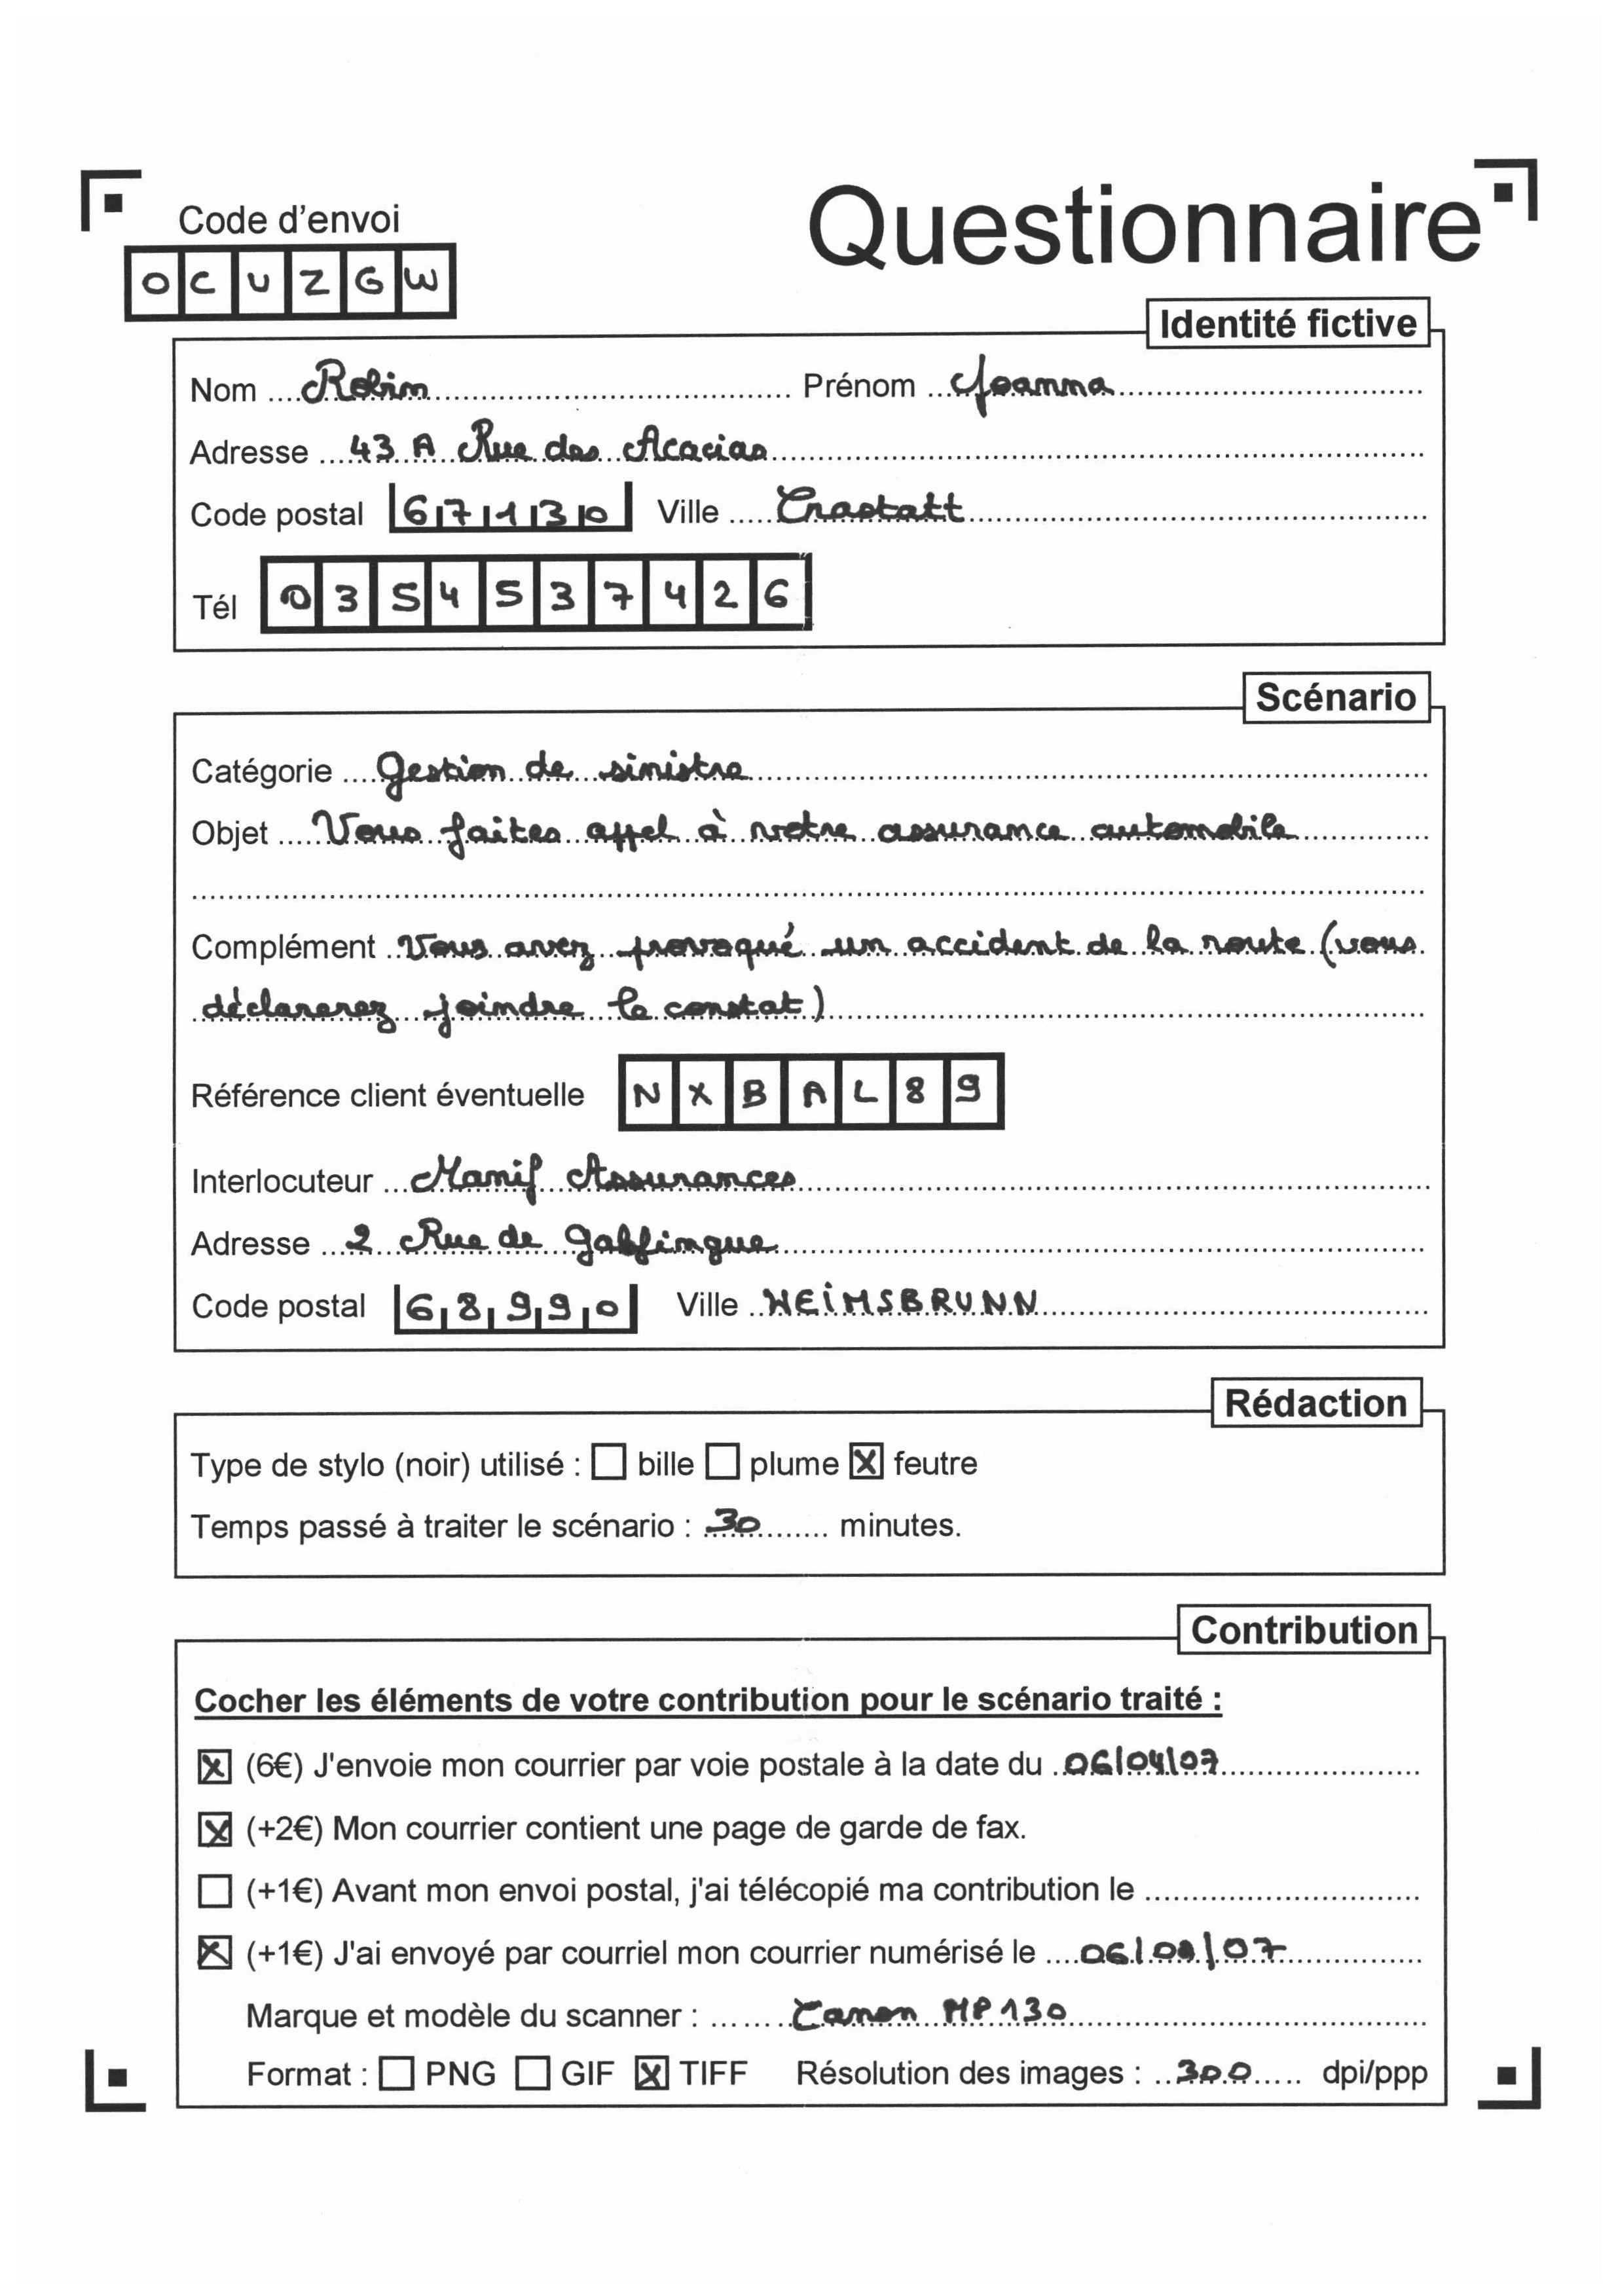 Questionnaire
Code d'envoi
O C U Z G W
Identité fictive
Nom .... Robin .... Prénom .... Joanna
Adresse .... 43 A Rue des Acacias
Code postal 67130 Ville .... Crastatt
Tél 0354537426
Scénario
Catégorie .... Gestion de sinistre
Objet .... Vous faites appel à votre assurance automobile
Complément .. Vous avez provoqué un accident de la route (vous
déclarerez joindre le constat)
Référence client éventuelle N X B A L 8 9
Interlocuteur ... Manif Assurances
Adresse ... 2 Rue de Galfingue
Code postal 68990 Ville .. HEIMSBRUNN
Rédaction
Type de stylo (noir) utilisé : ☐ bille ☐ plume ☒ feutre
Temps passé à traiter le scénario : 30 minutes.
Contribution
Cocher les éléments de votre contribution pour le scénario traité :
☒ (6€) J'envoie mon courrier par voie postale à la date du .. 06/04/07
☒ (+2€) Mon courrier contient une page de garde de fax.
☐ (+1€) Avant mon envoi postal, j'ai télécopié ma contribution le ....
☒ (+1€) J'ai envoyé par courriel mon courrier numérisé le .... 
Marque et modèle du scanner : .... Canon MP130
Format : ☐ PNG ☐ GIF ☒ TIFF Résolution des images : .. 300 .. dpi/ppp